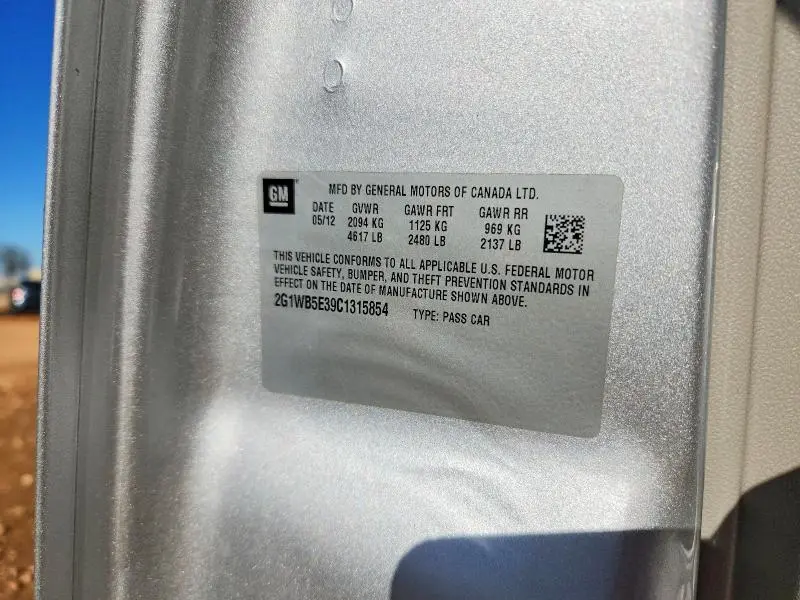 GM
MFD BY GENERAL MOTORS OF CANADA LTD.
DATE GVWR GAWR FRT GAWR RR
05/12 2094 KG 1125 KG 969 KG
4617 LB 2480 LB 2137 LB
THIS VEHICLE CONFORMS TO ALL APPLICABLE U.S. FEDERAL MOTOR
VEHICLE SAFETY, BUMPER, AND THEFT PREVENTION STANDARDS IN
EFFECT ON THE DATE OF MANUFACTURE SHOWN ABOVE.
2G1WB5E39C1315854 TYPE: PASS CAR